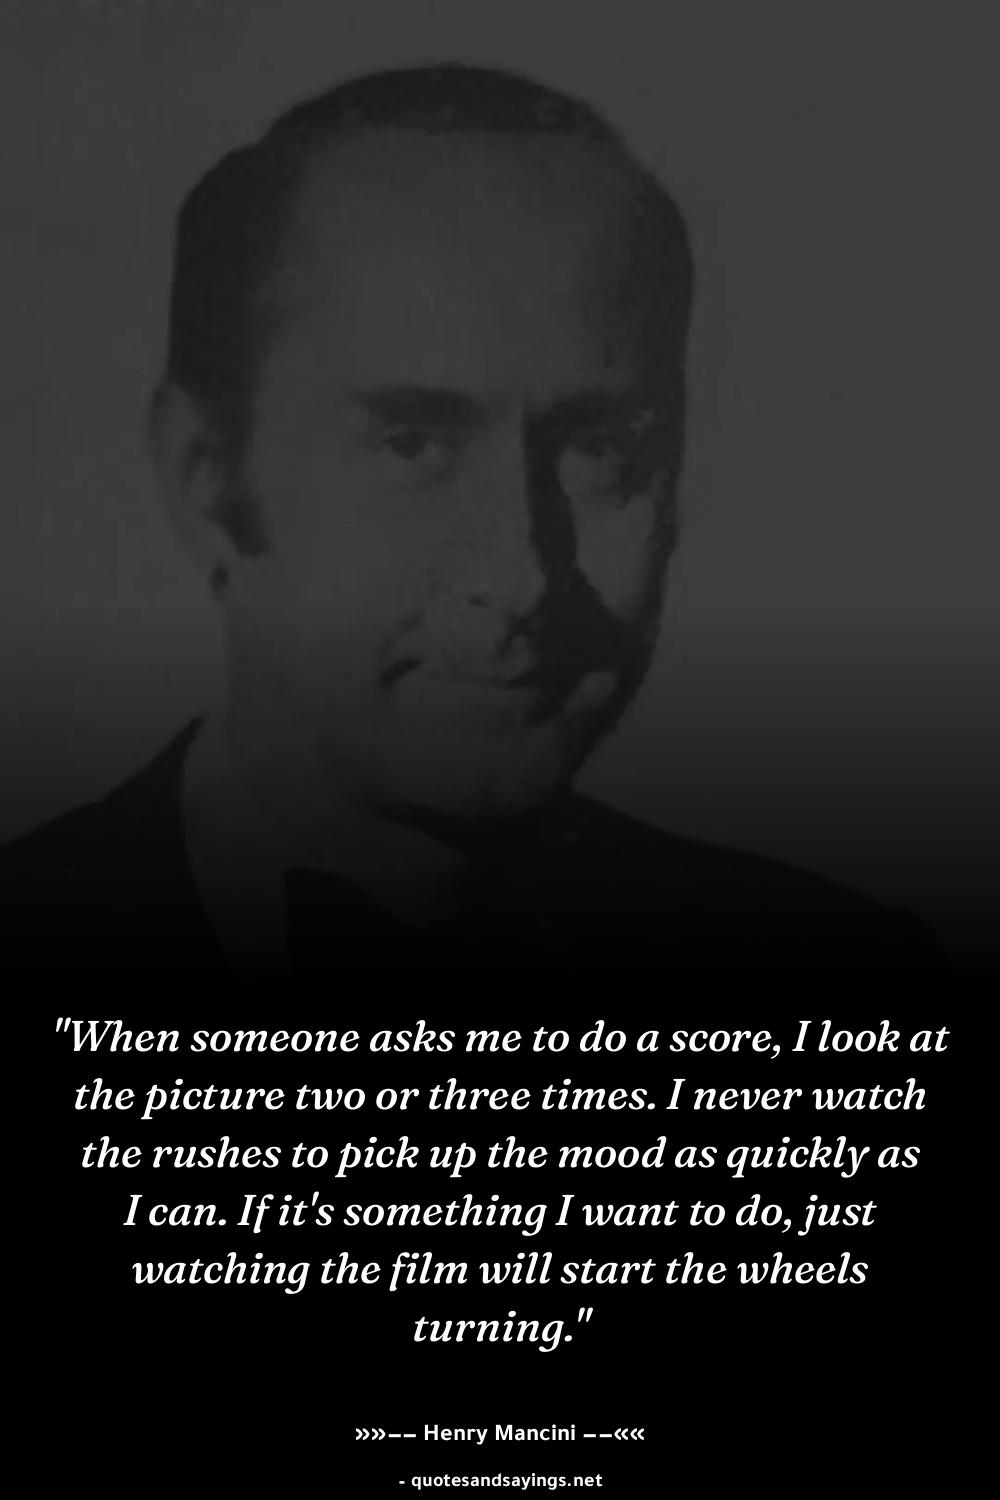 "When someone asks me to do a score, I look at
the picture two or three times. I never watch
the rushes to pick up the mood as quickly as
I can. If it's something I want to do, just
watching the film will start the wheels
turning."
»»–– Henry Mancini ––««
- quotesandsayings.net